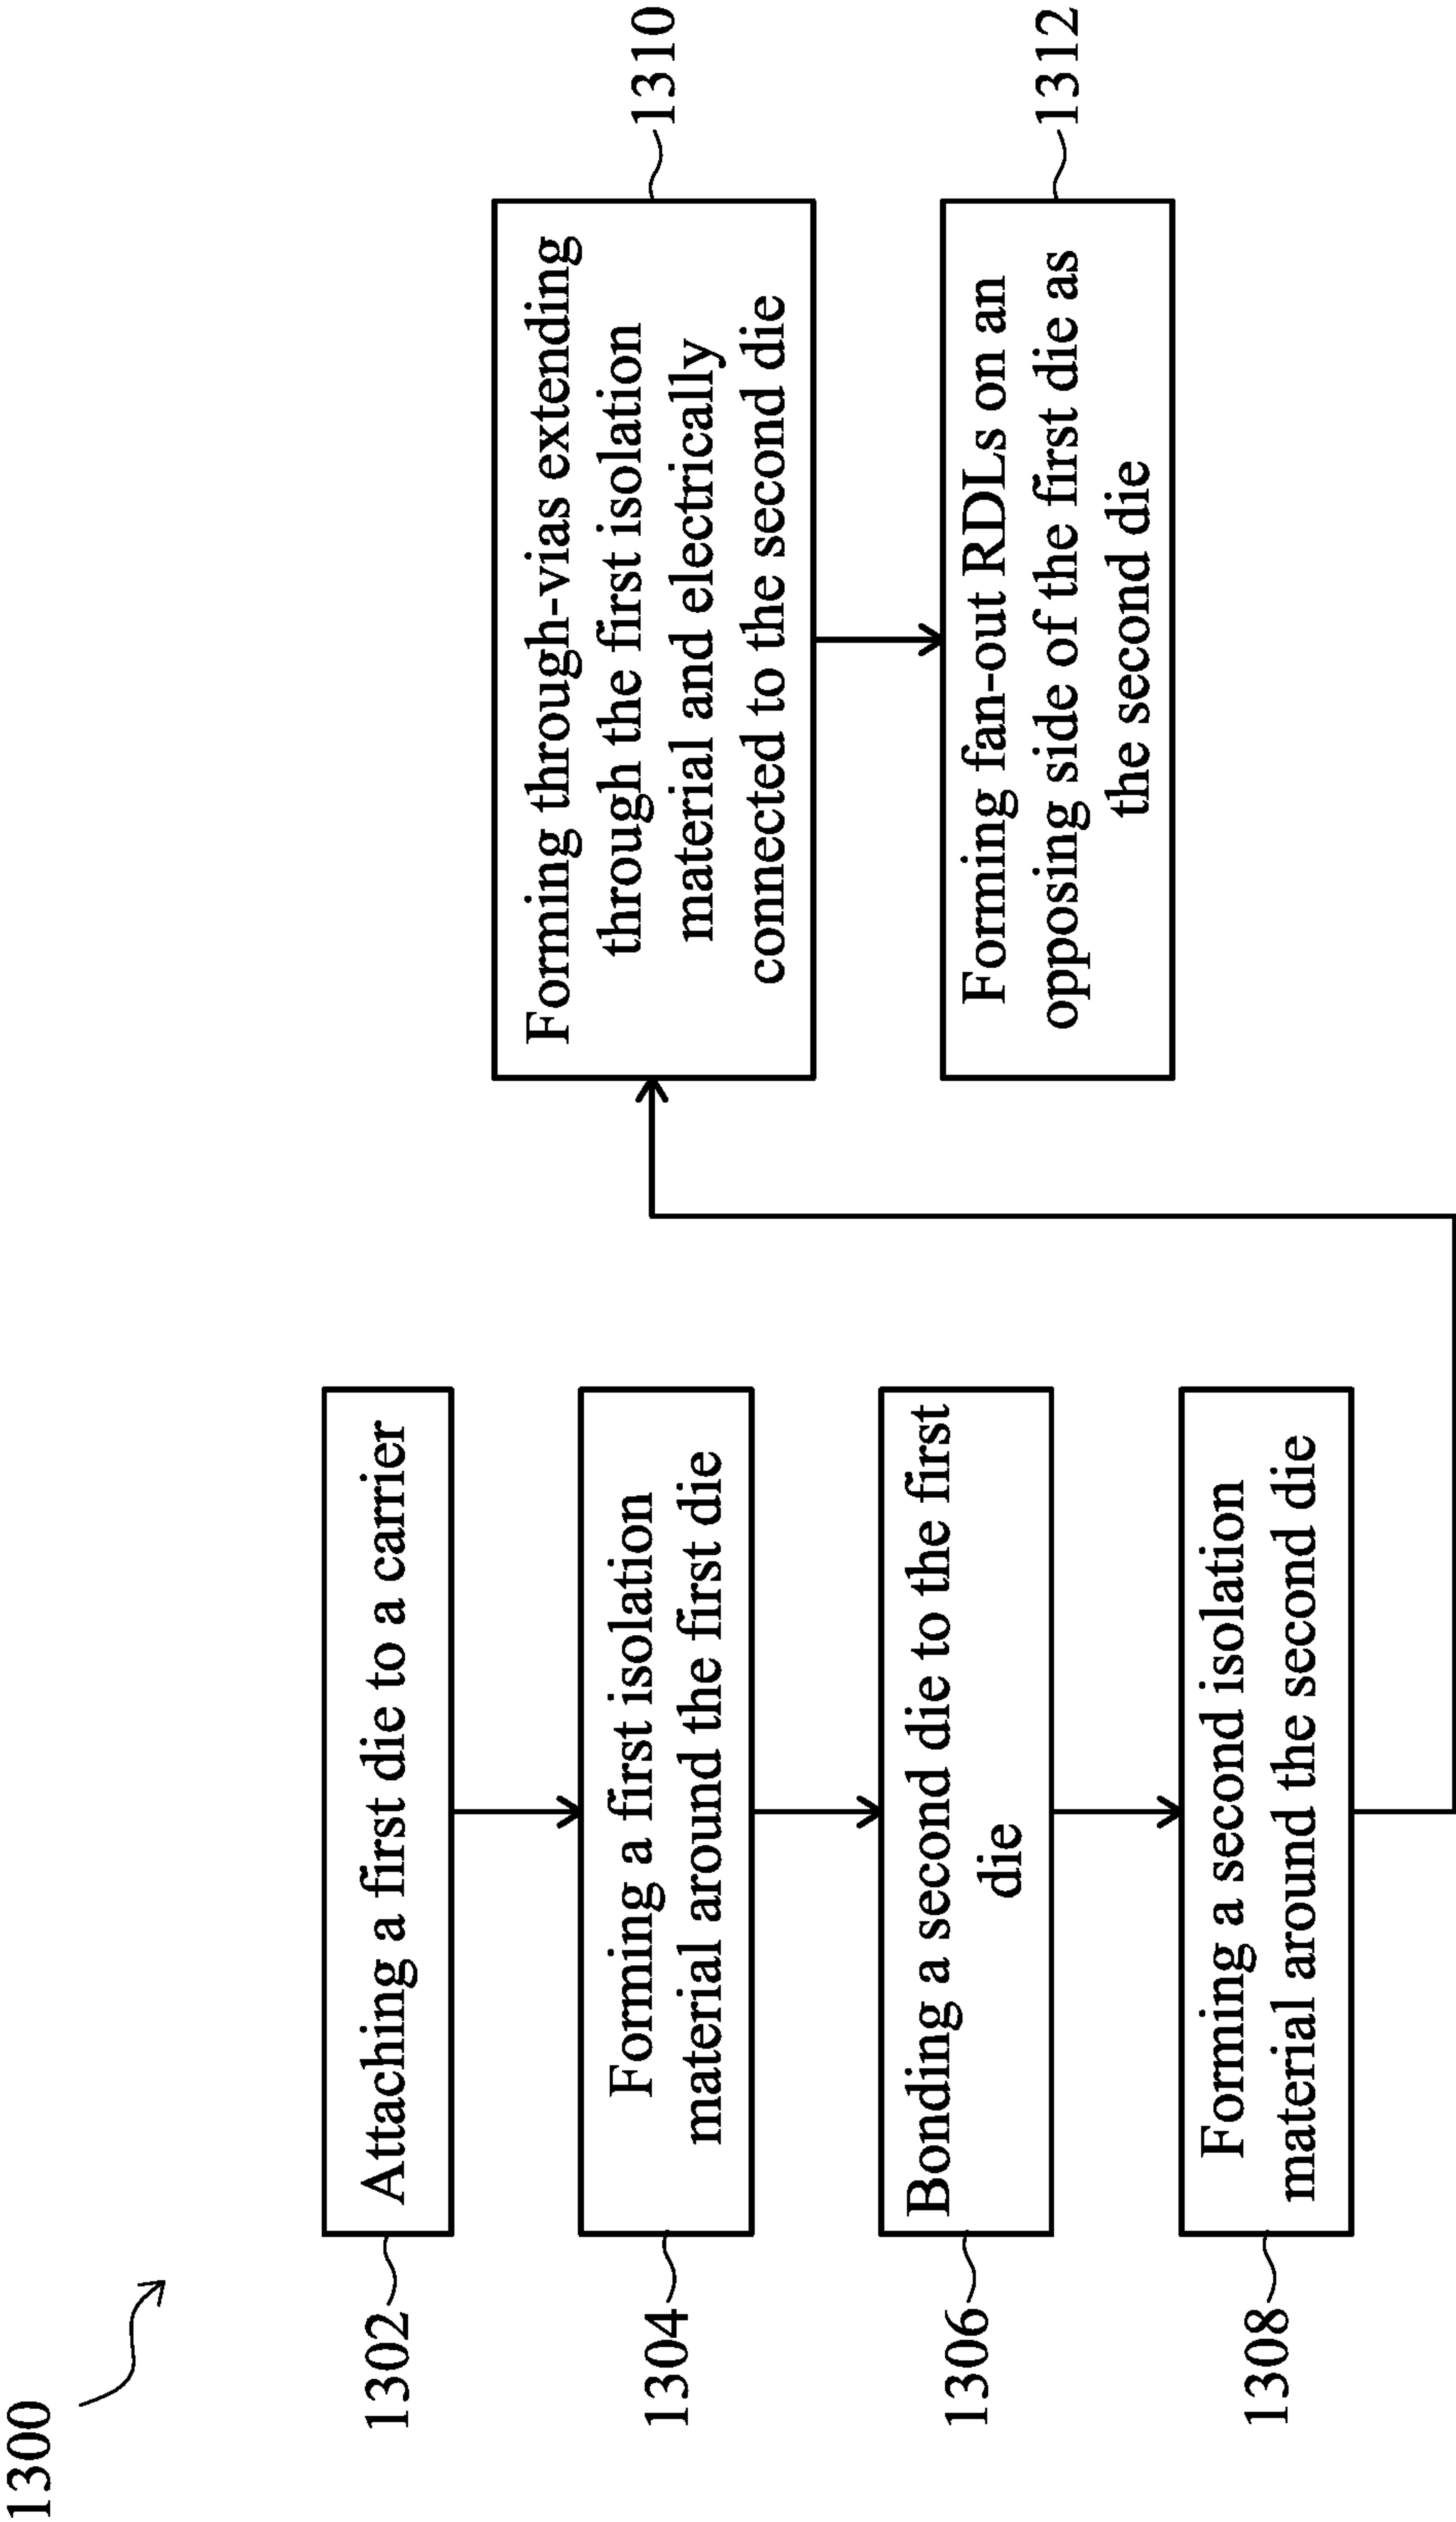 1300
1302
Attaching a first die to a carrier
1304
Forming a first isolation
material around the first die
1306
Bonding a second die to the first
die
1308
Forming a second isolation
material around the second die
Forming through-vias extending
through the first isolation
material and electrically
connected to the second die
1310
Forming fan-out RDLs on an
opposing side of the first die as
the second die
1312